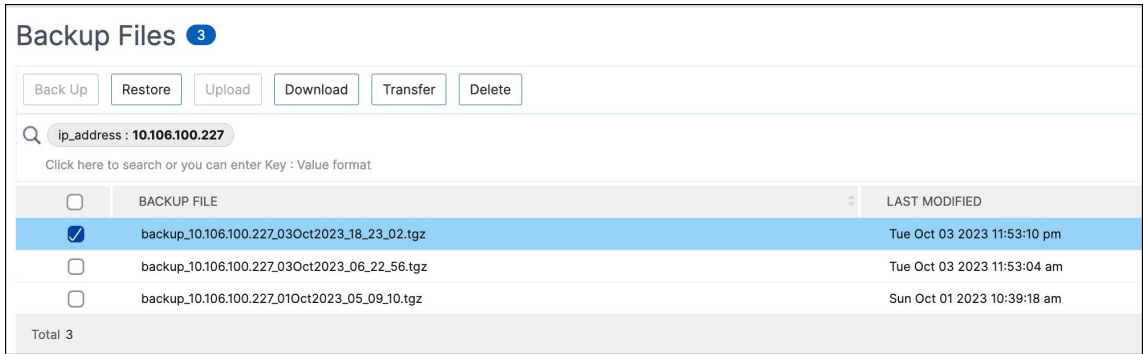 Backup Files 3
Back Up Restore Upload Download Transfer Delete
ip_address : 10.106.100.227
Click here to search or you can enter Key : Value format
BACKUP FILE LAST MODIFIED
backup_10.106.100.227_03Oct2023_18_23_02.tgz Tue Oct 03 2023 11:53:10 pm
backup_10.106.100.227_03Oct2023_06_22_56.tgz Tue Oct 03 2023 11:53:04 am
backup_10.106.100.227_01Oct2023_05_09_10.tgz Sun Oct 01 2023 10:39:18 am
Total 3